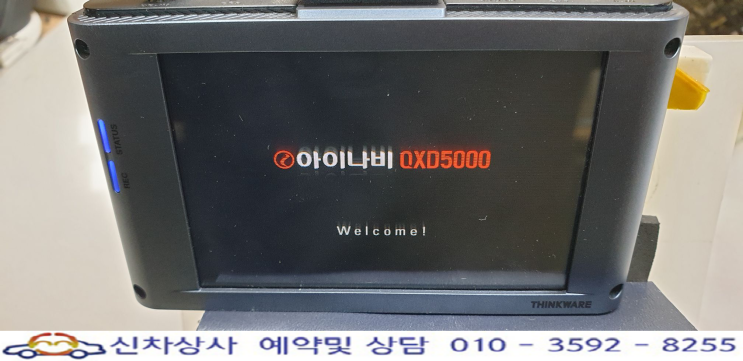 STATUS
REC
아이나비 QXD5000
Welcome!
THINKWARE
신차상사 예약및 상담 010 - 3592 - 8255